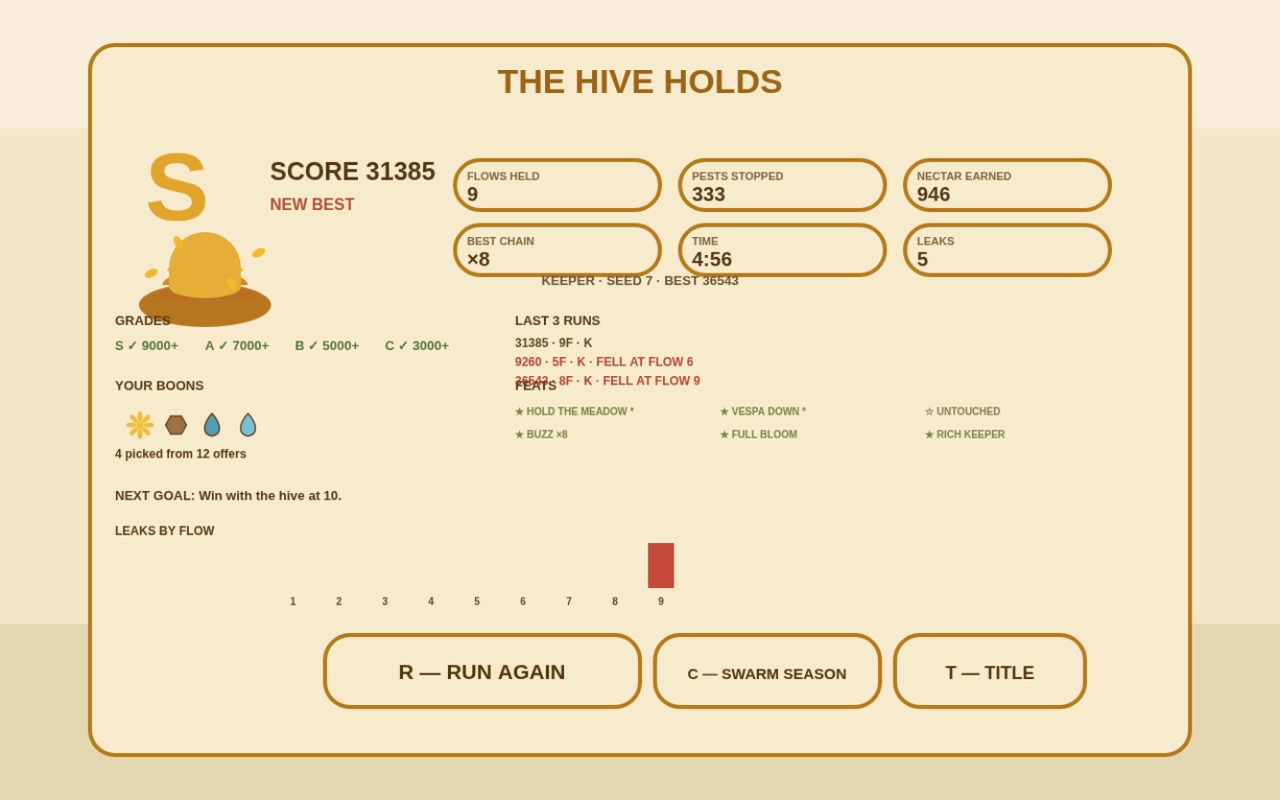 THE HIVE HOLDS
S
SCORE 31385
NEW BEST
FLOWS HELD
9
PESTS STOPPED
333
NECTAR EARNED
946
BEST CHAIN
×8
TIME
4:56
LEAKS
5
KEEPER · SEED 7 · BEST 36543
GRADES
S ✓ 9000+ A ✓ 7000+ B ✓ 5000+ C ✓ 3000+
LAST 3 RUNS
31385 · 9F · K
9260 · 5F · K · FELL AT FLOW 6
36543 · 8F · K · FELL AT FLOW 9
YOUR BOONS
4 picked from 12 offers
FEATS
★ HOLD THE MEADOW * ★ VESPA DOWN * ☆ UNTOUCHED
★ BUZZ ×8 ★ FULL BLOOM ★ RICH KEEPER
NEXT GOAL: Win with the hive at 10.
LEAKS BY FLOW
1 2 3 4 5 6 7 8 9
R — RUN AGAIN
C — SWARM SEASON
T — TITLE